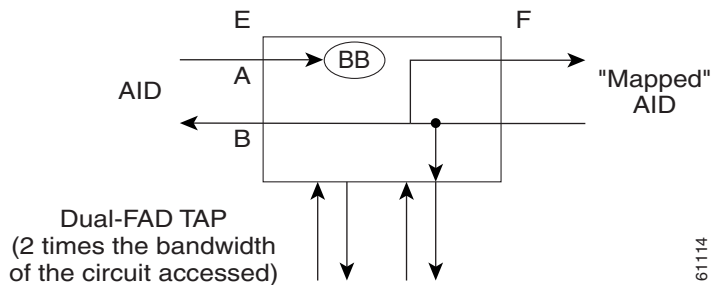 E
F
BB
A
AID
"Mapped"
AID
B
Dual-FAD TAP
(2 times the bandwidth
of the circuit accessed)
61114